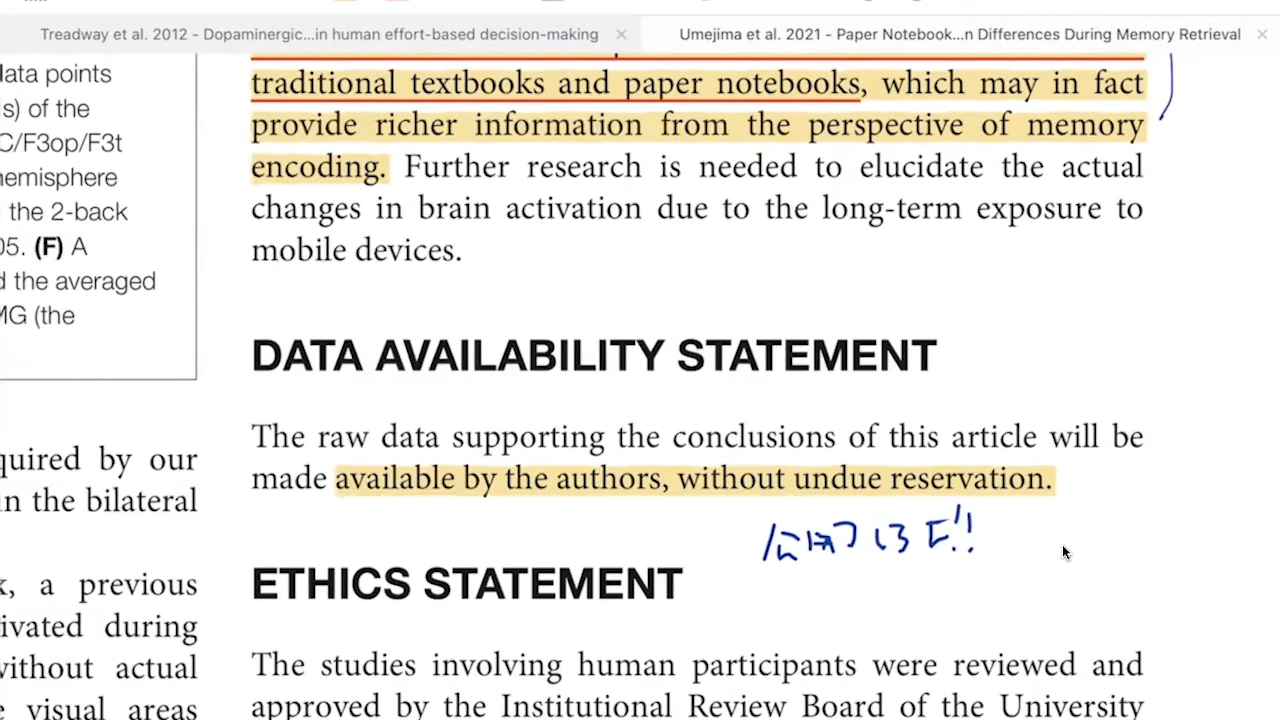 Treadway et al. 2012 - Dopaminergic...in human effort-based decision-making
Umejima et al. 2021 - Paper Notebook...n Differences During Memory Retrieval
data points
s) of the
C/F3op/F3t
hemisphere
the 2-back
05. (F) A
d the averaged
MG (the
quired by our
in the bilateral
x, a previous
ivated during
without actual
e visual areas
traditional textbooks and paper notebooks, which may in fact
provide richer information from the perspective of memory
encoding. Further research is needed to elucidate the actual
changes in brain activation due to the long-term exposure to
mobile devices.
DATA AVAILABILITY STATEMENT
The raw data supporting the conclusions of this article will be
made available by the authors, without undue reservation.
ETHICS STATEMENT
The studies involving human participants were reviewed and
approved by the Institutional Review Board of the University